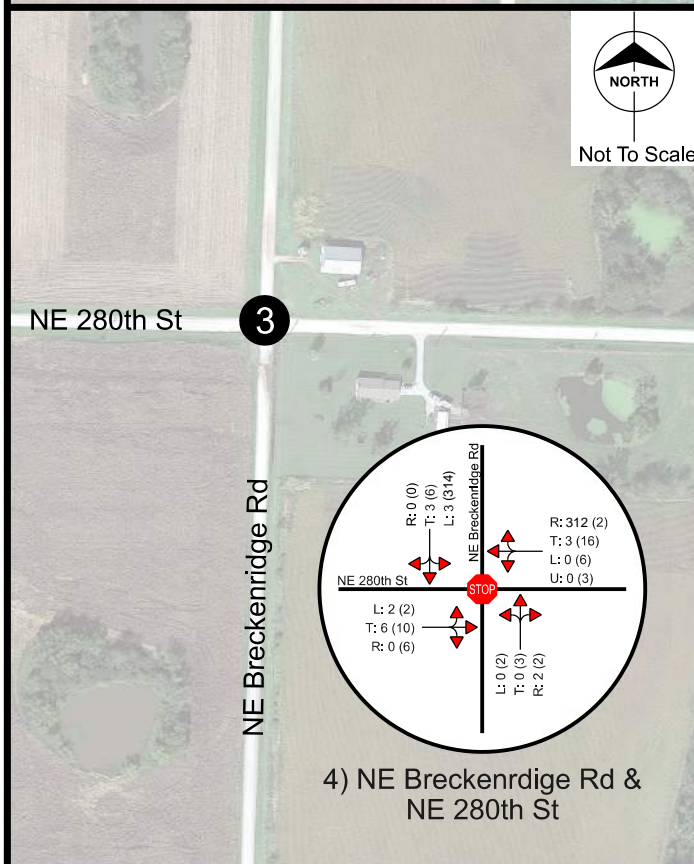 NORTH
Not To Scale
NE 280th St
3
NE Breckenridge Rd
NE Breckenridge Rd
R: 0 (0)
T: 3 (6)
L: 3 (314)
R: 312 (2)
T: 3 (16)
L: 0 (6)
U: 0 (3)
NE 280th St
STOP
L: 2 (2)
T: 6 (10)
R: 0 (6)
L: 0 (2)
T: 0 (3)
R: 2 (2)
4) NE Breckenrdige Rd &
NE 280th St